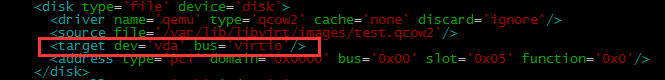 <disk type='file' device='disk'>
<driver name='qemu' type='qcow2' cache='none' discard='ignore'/>
<source file='/var/lib/libvirt/images/test.qcow2'/>
<target dev='vda' bus='virtio'/>
<address type='pci' domain='0x0000' bus='0x00' slot='0x05' function='0x0'/>
</disk>